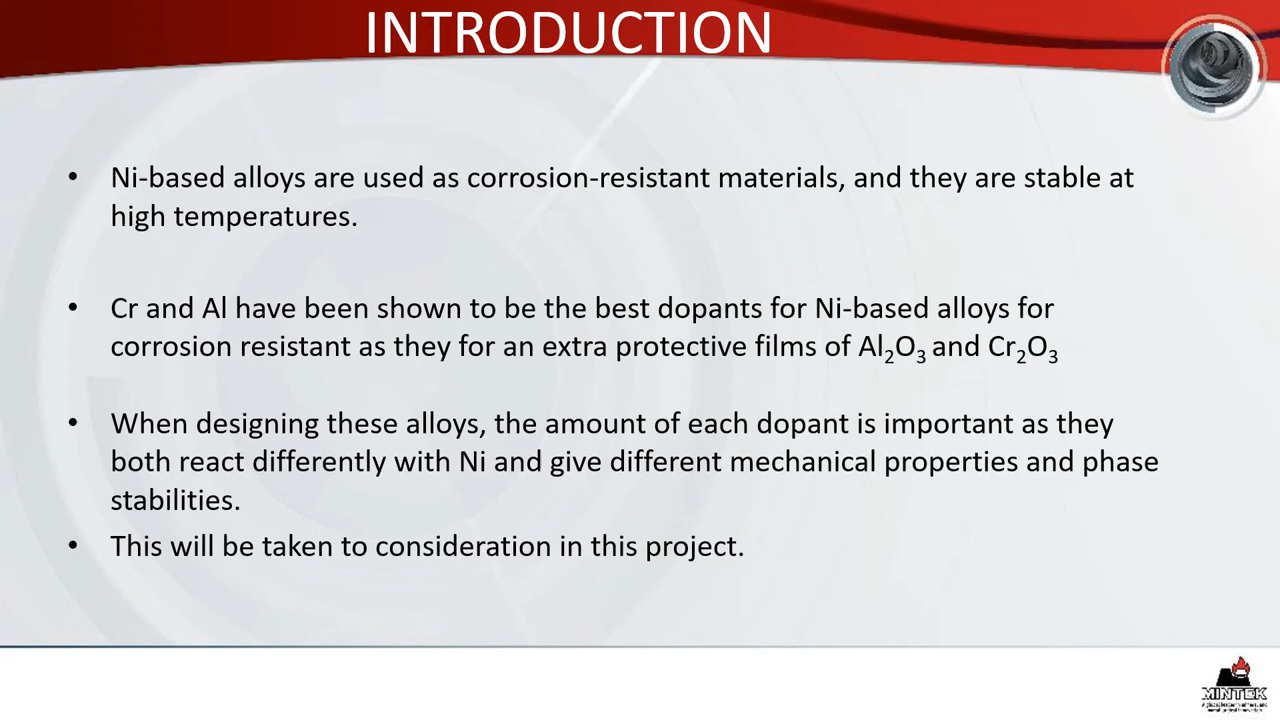 INTRODUCTION
• Ni-based alloys are used as corrosion-resistant materials, and they are stable at
high temperatures.
• Cr and Al have been shown to be the best dopants for Ni-based alloys for
corrosion resistant as they for an extra protective films of Al₂O₃ and Cr₂O₃
• When designing these alloys, the amount of each dopant is important as they
both react differently with Ni and give different mechanical properties and phase
stabilities.
• This will be taken to consideration in this project.
MINTEK